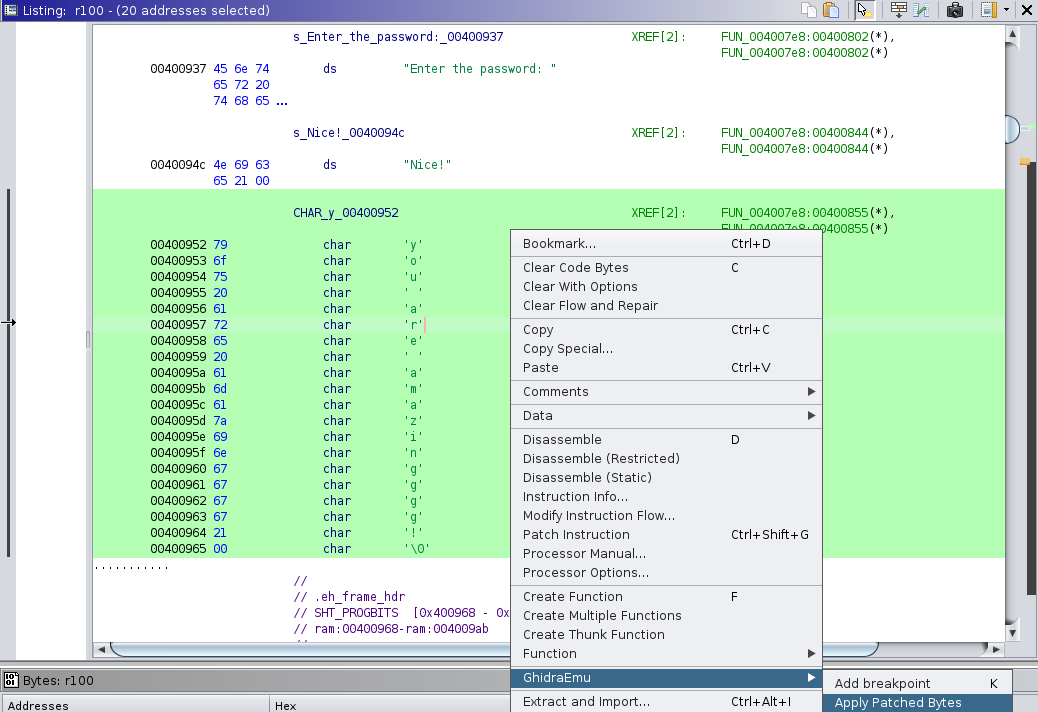 Listing: r100 - (20 addresses selected)
s_Enter_the_password:_00400937 XREF[2]: FUN_004007e8:00400802(*),
FUN_004007e8:00400802(*)
00400937 45 6e 74 ds "Enter the password: "
65 72 20
74 68 65 ...
s_Nice!_0040094c XREF[2]: FUN_004007e8:00400844(*),
FUN_004007e8:00400844(*)
0040094c 4e 69 63 ds "Nice!"
65 21 00
CHAR_y_00400952 XREF[2]: FUN_004007e8:00400855(*),
FUN_004007e8:00400855(*)
00400952 79 char 'y'
00400953 6f char 'o'
00400954 75 char 'u'
00400955 20 char ' '
00400956 61 char 'a'
00400957 72 char 'r'
00400958 65 char 'e'
00400959 20 char ' '
0040095a 61 char 'a'
0040095b 6d char 'm'
0040095c 61 char 'a'
0040095d 7a char 'z'
0040095e 69 char 'i'
0040095f 6e char 'n'
00400960 67 char 'g'
00400961 67 char 'g'
00400962 67 char 'g'
00400963 67 char 'g'
00400964 21 char '!'
00400965 00 char '\0'
...........
//
// .eh_frame_hdr
// SHT_PROGBITS [0x400968 - 0x
// ram:00400968-ram:004009ab
Bookmark... Ctrl+D
Clear Code Bytes C
Clear With Options
Clear Flow and Repair
Copy Ctrl+C
Copy Special...
Paste Ctrl+V
Comments
Data
Disassemble D
Disassemble (Restricted)
Disassemble (Static)
Instruction Info...
Modify Instruction Flow...
Patch Instruction Ctrl+Shift+G
Processor Manual...
Processor Options...
Create Function F
Create Multiple Functions
Create Thunk Function
Function
GhidraEmu
Extract and Import... Ctrl+Alt+I
Add breakpoint K
Apply Patched Bytes
Bytes: r100
Addresses Hex